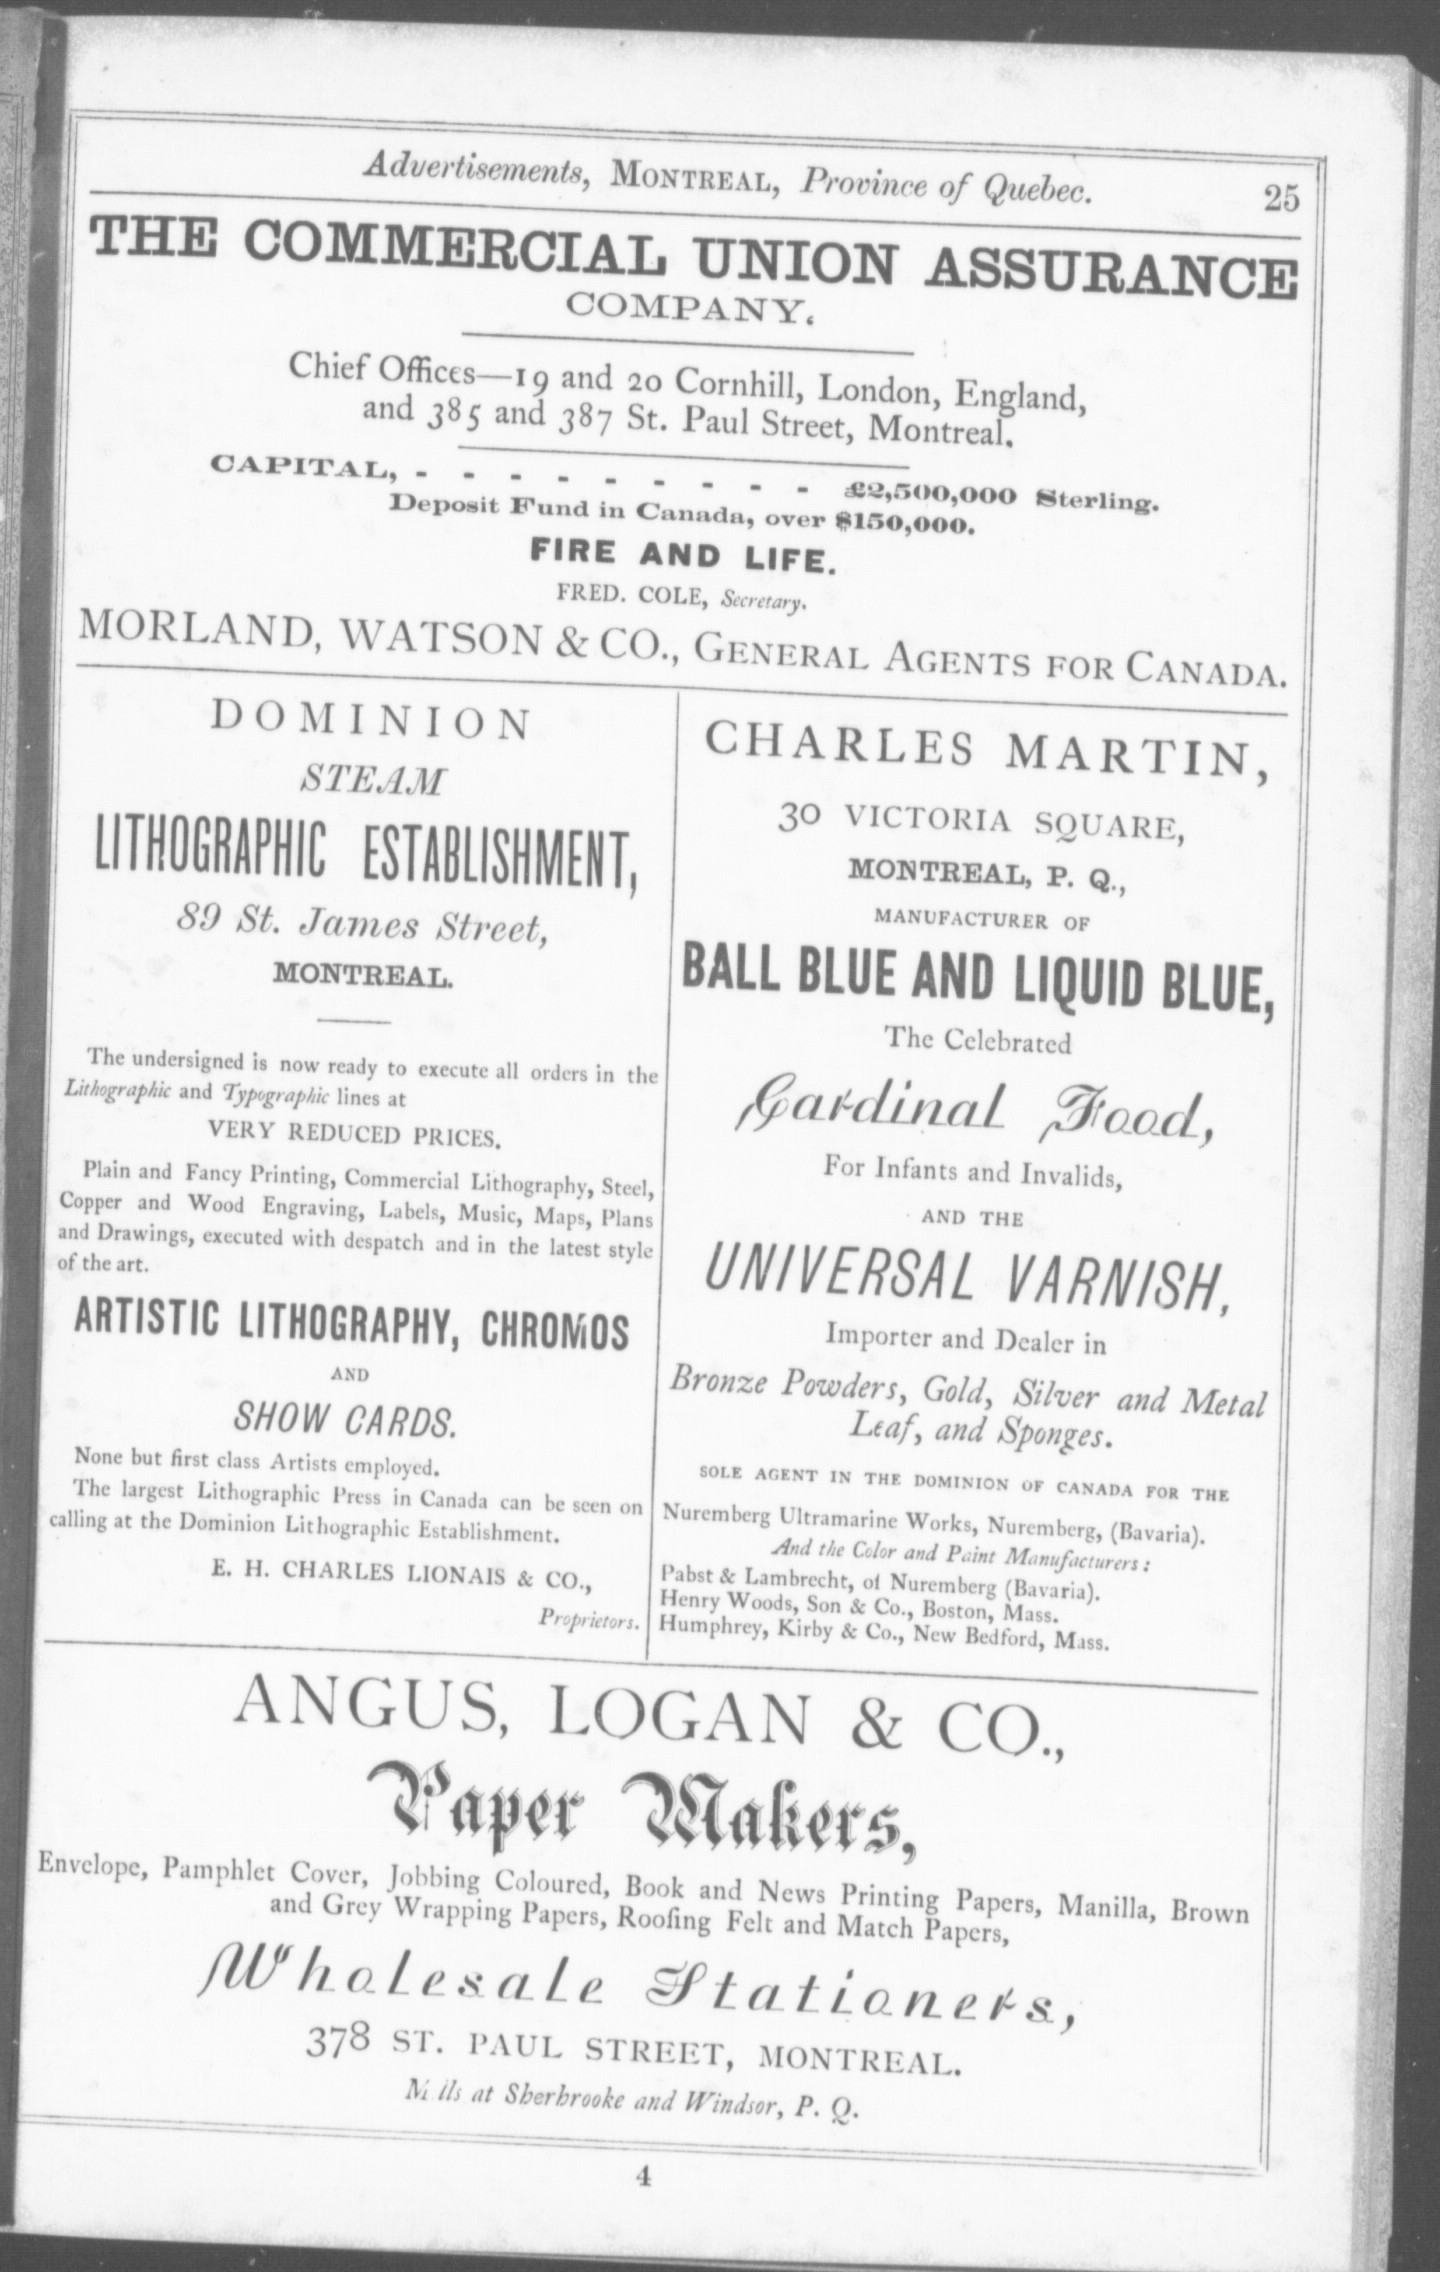 Advertisements, MONTREAL, Province of Quebec. 25
THE COMMERCIAL UNION ASSURANCE
COMPANY.
Chief Offices—19 and 20 Cornhill, London, England,
and 385 and 387 St. Paul Street, Montreal.
CAPITAL, - - - - - - - - - £2,500,000 Sterling.
Deposit Fund in Canada, over $150,000.
FIRE AND LIFE.
FRED. COLE, Secretary.
MORLAND, WATSON & CO., GENERAL AGENTS FOR CANADA.
DOMINION
STEAM
LITHOGRAPHIC ESTABLISHMENT,
89 St. James Street,
MONTREAL.
The undersigned is now ready to execute all orders in the
Lithographic and Typographic lines at
VERY REDUCED PRICES.
Plain and Fancy Printing, Commercial Lithography, Steel,
Copper and Wood Engraving, Labels, Music, Maps, Plans
and Drawings, executed with despatch and in the latest style
of the art.
ARTISTIC LITHOGRAPHY, CHROMOS
AND
SHOW CARDS.
None but first class Artists employed.
The largest Lithographic Press in Canada can be seen on
calling at the Dominion Lithographic Establishment.
E. H. CHARLES LIONAIS & CO.,
Proprietors.
CHARLES MARTIN,
30 VICTORIA SQUARE,
MONTREAL, P. Q.,
MANUFACTURER OF
BALL BLUE AND LIQUID BLUE,
The Celebrated
Cardinal Food,
For Infants and Invalids,
AND THE
UNIVERSAL VARNISH,
Importer and Dealer in
Bronze Powders, Gold, Silver and Metal
Leaf, and Sponges.
SOLE AGENT IN THE DOMINION OF CANADA FOR THE
Nuremberg Ultramarine Works, Nuremberg, (Bavaria).
And the Color and Paint Manufacturers:
Pabst & Lambrecht, of Nuremberg (Bavaria).
Henry Woods, Son & Co., Boston, Mass.
Humphrey, Kirby & Co., New Bedford, Mass.
ANGUS, LOGAN & CO.,
Paper Makers,
Envelope, Pamphlet Cover, Jobbing Coloured, Book and News Printing Papers, Manilla, Brown
and Grey Wrapping Papers, Roofing Felt and Match Papers,
Wholesale Stationers,
378 ST. PAUL STREET, MONTREAL.
Mills at Sherbrooke and Windsor, P. Q.
4